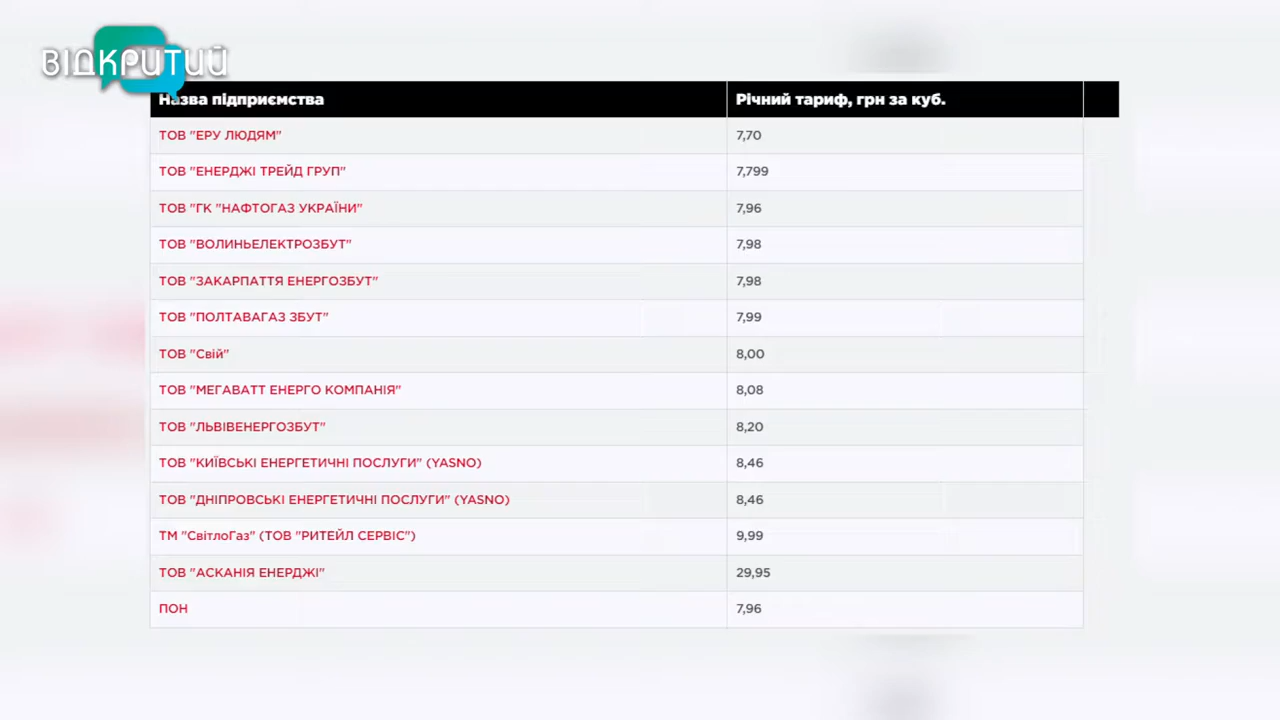 ВІДКРИТИЙ
Назва підприємства Річний тариф, грн за куб.
ТОВ "ЕРУ ЛЮДЯМ" 7,70
ТОВ "ЕНЕРДЖІ ТРЕЙД ГРУП" 7,799
ТОВ "ГК "НАФТОГАЗ УКРАЇНИ" 7,96
ТОВ "ВОЛИНЬЕЛЕКТРОЗБУТ" 7,98
ТОВ "ЗАКАРПАТТЯ ЕНЕРГОЗБУТ" 7,98
ТОВ "ПОЛТАВАГАЗ ЗБУТ" 7,99
ТОВ "Свій" 8,00
ТОВ "МЕГАВАТТ ЕНЕРГО КОМПАНІЯ" 8,08
ТОВ "ЛЬВІВЕНЕРГОЗБУТ" 8,20
ТОВ "КИЇВСЬКІ ЕНЕРГЕТИЧНІ ПОСЛУГИ" (YASNO) 8,46
ТОВ "ДНІПРОВСЬКІ ЕНЕРГЕТИЧНІ ПОСЛУГИ" (YASNO) 8,46
ТМ "СвітлоГаз" (ТОВ "РИТЕЙЛ СЕРВІС") 9,99
ТОВ "АСКАНІЯ ЕНЕРДЖІ" 29,95
ПОН 7,96